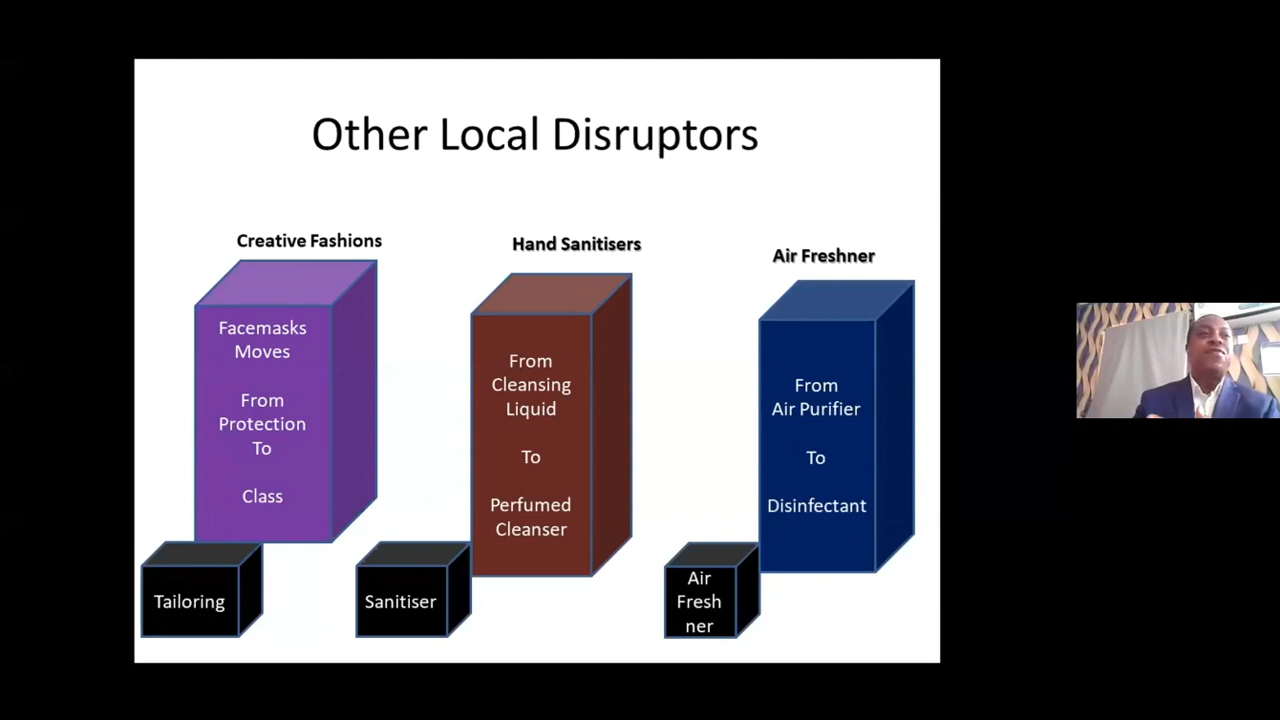 Other Local Disruptors
Creative Fashions
Facemasks
Moves
From
Protection
To
Class
Tailoring
Hand Sanitisers
From
Cleansing
Liquid
To
Perfumed
Cleanser
Sanitiser
Air Freshner
From
Air Purifier
To
Disinfectant
Air
Fresh
ner